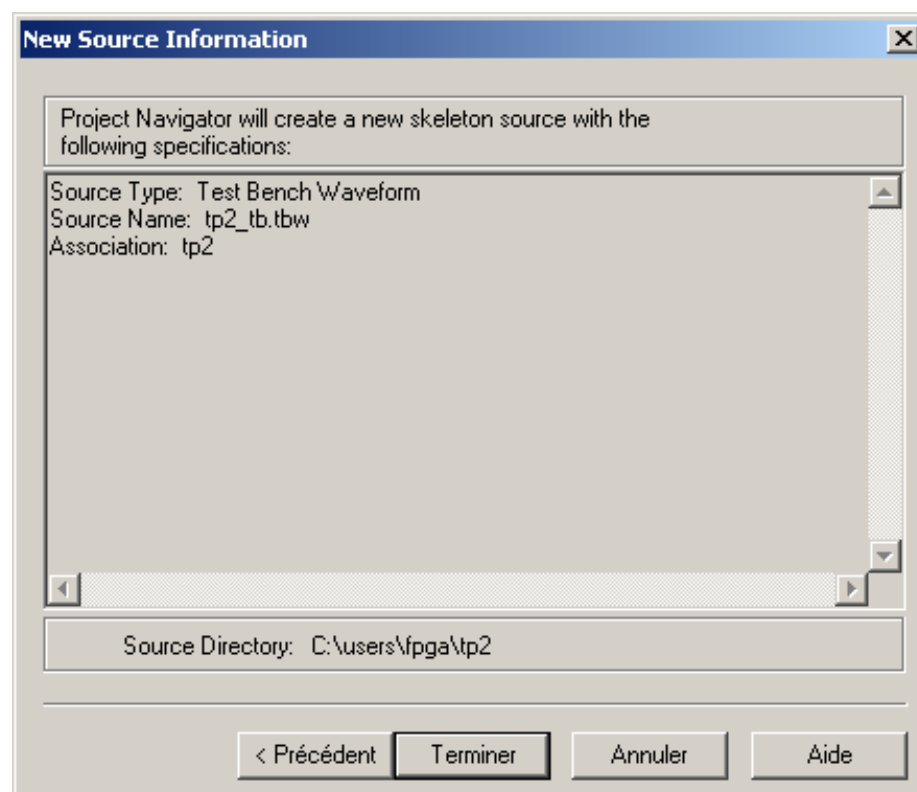 New Source Information
Project Navigator will create a new skeleton source with the
following specifications:
Source Type: Test Bench Waveform
Source Name: tp2_tb.tbw
Association: tp2
Source Directory: C:\users\fpga\tp2
< Précédent
Terminer
Annuler
Aide